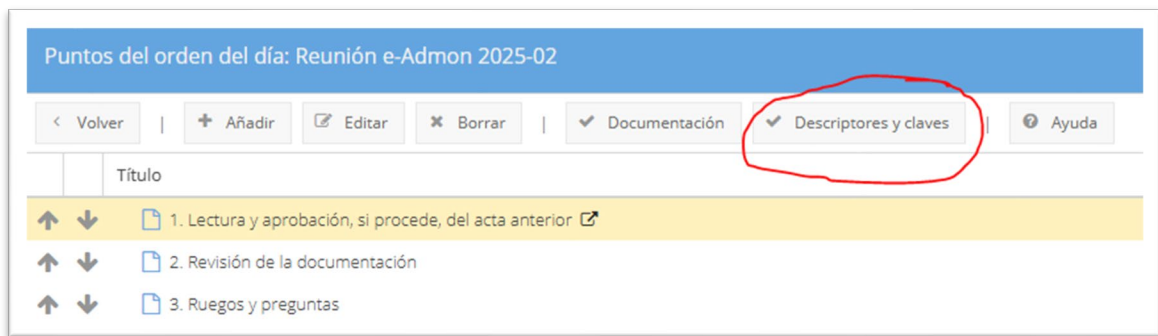 Puntos del orden del día: Reunión e-Admon 2025-02
Volver | Añadir Editar Borrar | Documentación Descriptores y claves | Ayuda
Título
1. Lectura y aprobación, si procede, del acta anterior
2. Revisión de la documentación
3. Ruegos y preguntas